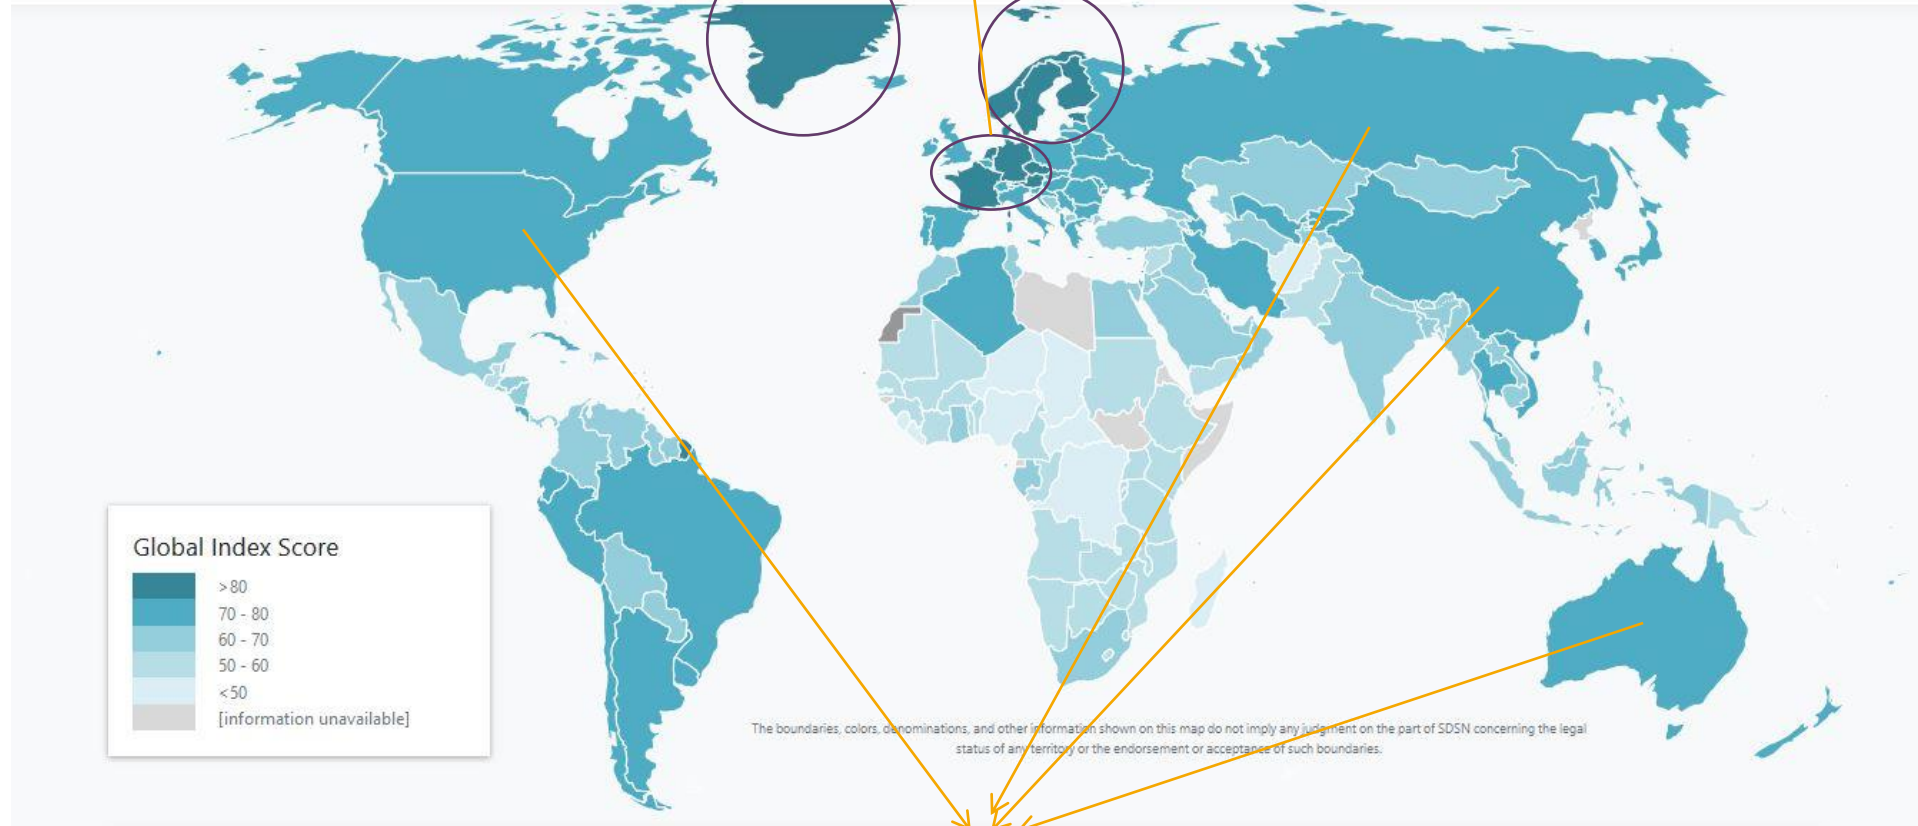 Global Index Score
>80
70 - 80
60 - 70
50 - 60
<50
[information unavailable]
The boundaries, colors, denominations, and other information shown on this map do not imply any judgment on the part of SDSN concerning the legal
status of any territory or the endorsement or acceptance of such boundaries.